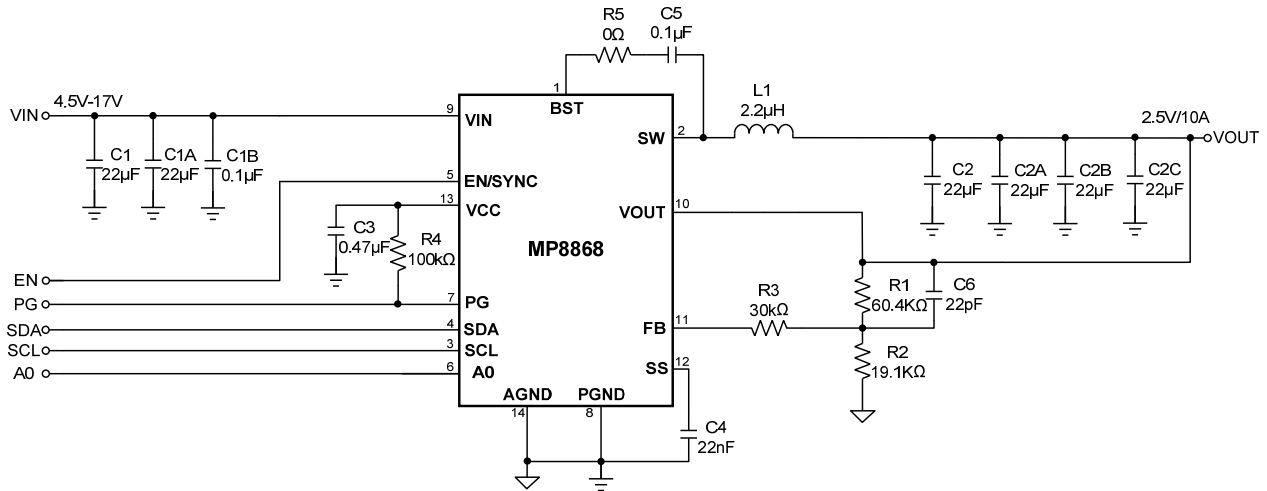 R5
0Ω
C5
0.1µF
1
BST
VIN
4.5V-17V
9
VIN
C1
22µF
C1A
22µF
C1B
0.1µF
SW
2
L1
2.2µH
2.5V/10A
VOUT
C2
22µF
C2A
22µF
C2B
22µF
C2C
22µF
5
EN/SYNC
13
VCC
C3
0.47µF
R4
100kΩ
VOUT
10
MP8868
EN
PG
7
PG
SDA
4
SDA
SCL
3
SCL
A0
6
A0
FB
11
R3
30kΩ
R1
60.4KΩ
C6
22pF
R2
19.1KΩ
SS
12
AGND
14
PGND
8
C4
22nF